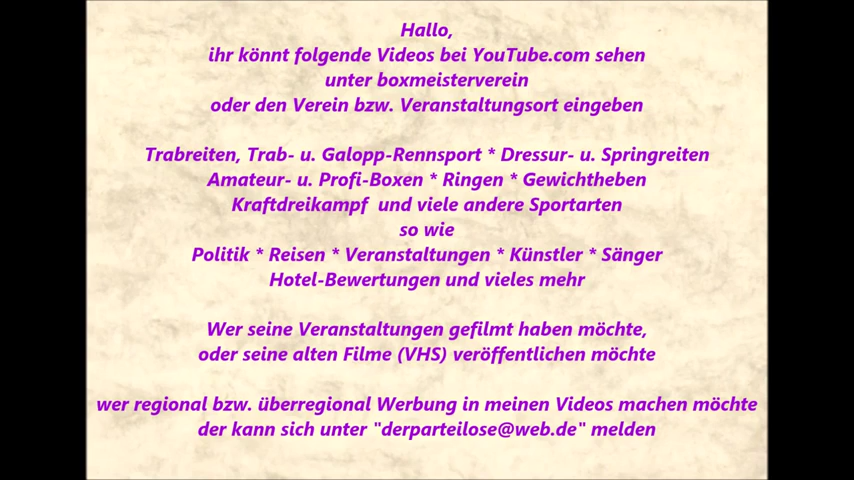 Hallo,
ihr könnt folgende Videos bei YouTube.com sehen
unter boxmeisterverein
oder den Verein bzw. Veranstaltungsort eingeben
Trabreiten, Trab- u. Galopp-Rennsport * Dressur- u. Springreiten
Amateur- u. Profi-Boxen * Ringen * Gewichtheben
Kraftdreikampf und viele andere Sportarten
so wie
Politik * Reisen * Veranstaltungen * Künstler * Sänger
Hotel-Bewertungen und vieles mehr
Wer seine Veranstaltungen gefilmt haben möchte,
oder seine alten Filme (VHS) veröffentlichen möchte
wer regional bzw. überregional Werbung in meinen Videos machen möchte
der kann sich unter "derparteilose@web.de" melden